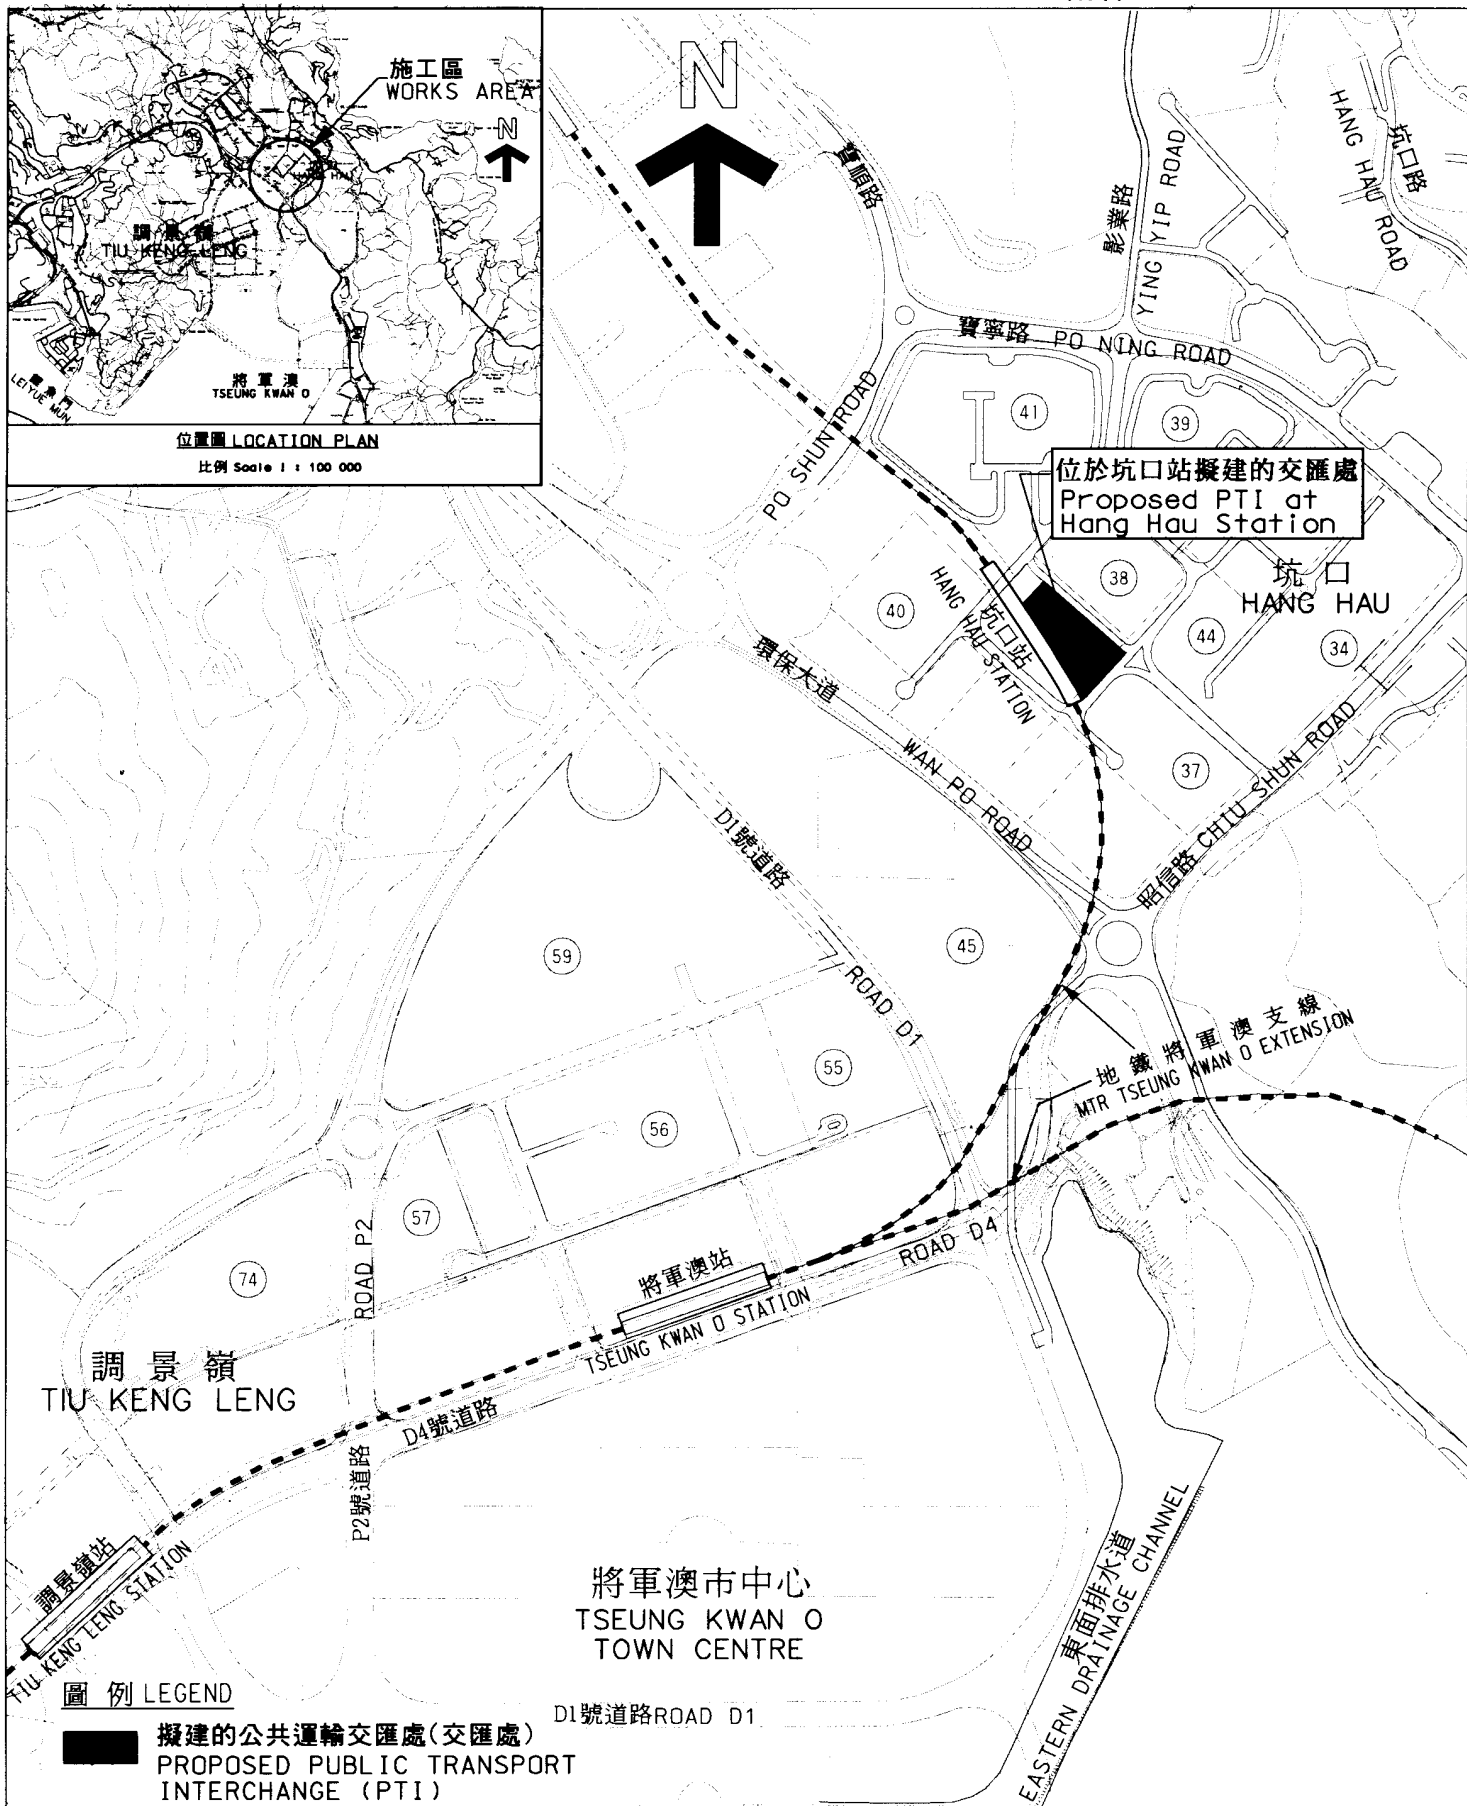 施工區
WORKS AREA
N
調景嶺
TIU KENG LENG
將軍澳
TSEUNG KWAN O
鯉魚門
LEI YUE MUN
位置圖 LOCATION PLAN
比例 Scale 1 : 100 000
N
寶順路
PO SHUN ROAD
影業路
YING YIP ROAD
坑口路
HANG HAU ROAD
寶寧路 PO NING ROAD
41
39
位於坑口站擬建的交匯處
Proposed PTI at
Hang Hau Station
38
坑口
HANG HAU
40
44
34
坑口站
HANG HAU STATION
環保大道
WAN PO ROAD
37
昭信路 CHIU SHUN ROAD
D1號道路
ROAD D1
59
45
55
56
57
74
地鐵將軍澳支線
MTR TSEUNG KWAN O EXTENSION
ROAD P2
P2號道路
將軍澳站
TSEUNG KWAN O STATION
ROAD D4
D4號道路
調景嶺
TIU KENG LENG
調景嶺站
TIU KENG LENG STATION
將軍澳市中心
TSEUNG KWAN O
TOWN CENTRE
東面排水道
EASTERN DRAINAGE CHANNEL
D1號道路ROAD D1
圖 例 LEGEND
擬建的公共運輸交匯處(交匯處)
PROPOSED PUBLIC TRANSPORT
INTERCHANGE (PTI)